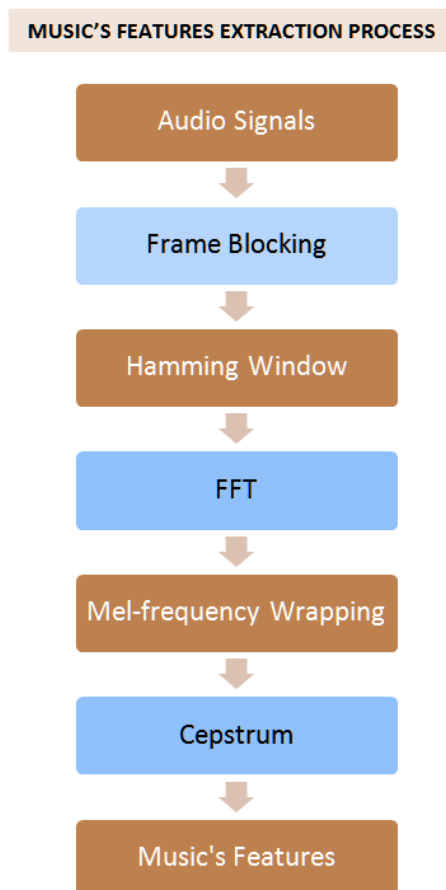 MUSIC’S FEATURES EXTRACTION PROCESS
Audio Signals
Frame Blocking
Hamming Window
FFT
Mel-frequency Wrapping
Cepstrum
Music's Features